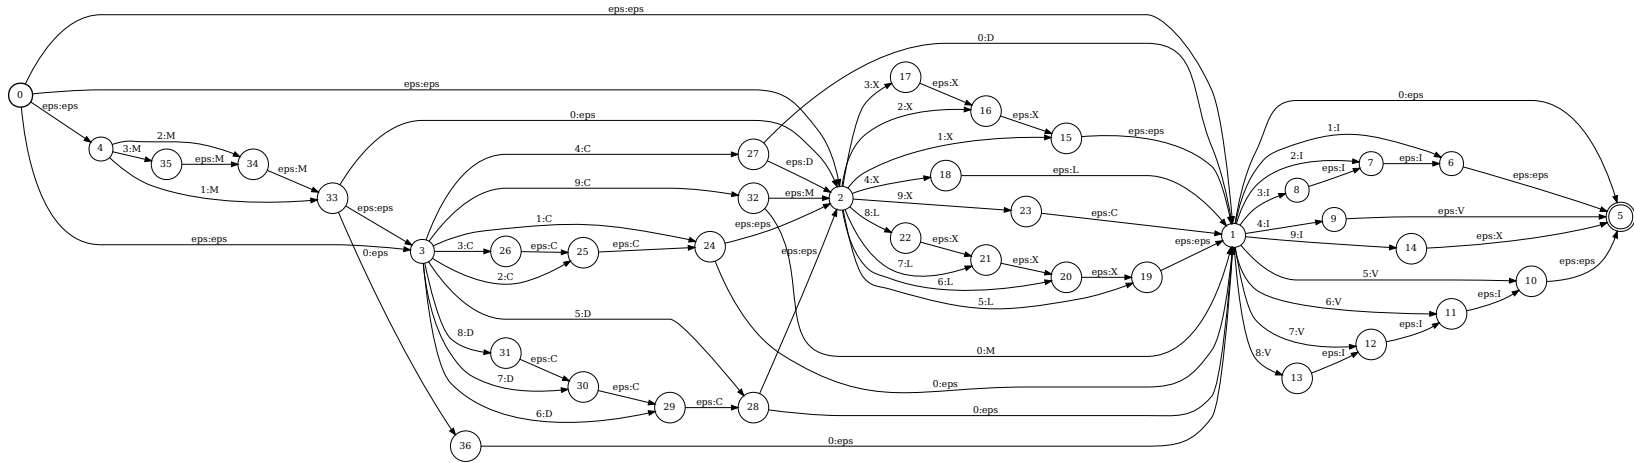 eps:eps
0:D
17
3:X
eps:X
0:eps
0
eps:eps
eps:eps
2:X
16
eps:X
0:eps
1:I
4
2:M
3:M
35
eps:M
34
eps:M
1:M
4:C
27
eps:D
1:X
15
eps:eps
2:I
7
eps:I
6
3:I
8
eps:I
eps:eps
4:X
18
eps:L
33
eps:eps
9:C
32
eps:M
2
9:X
23
eps:C
4:I
9
eps:V
5
1:C
eps:eps
8:L
22
eps:X
1
9:I
14
eps:X
eps:eps
0:eps
3
3:C
26
eps:C
25
eps:C
24
2:C
eps:eps
7:L
21
eps:X
6:L
20
eps:X
19
eps:eps
5:L
5:V
10
eps:eps
5:D
6:V
11
eps:I
8:D
31
eps:C
7:V
12
eps:I
0:M
8:V
13
eps:I
7:D
30
eps:C
0:eps
6:D
29
eps:C
28
0:eps
36
0:eps